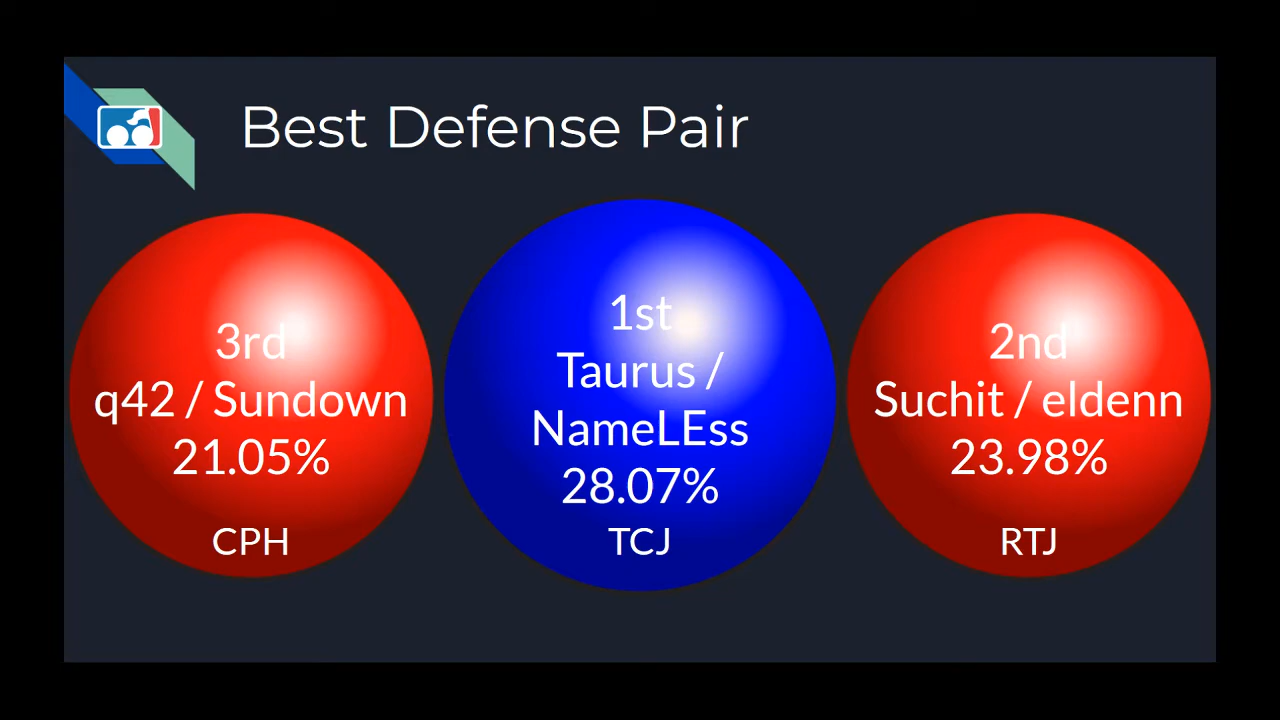 Best Defense Pair
3rd
q42 / Sundown
21.05%
CPH
1st
Taurus /
NameLEss
28.07%
TCJ
2nd
Suchit / eldenn
23.98%
RTJ